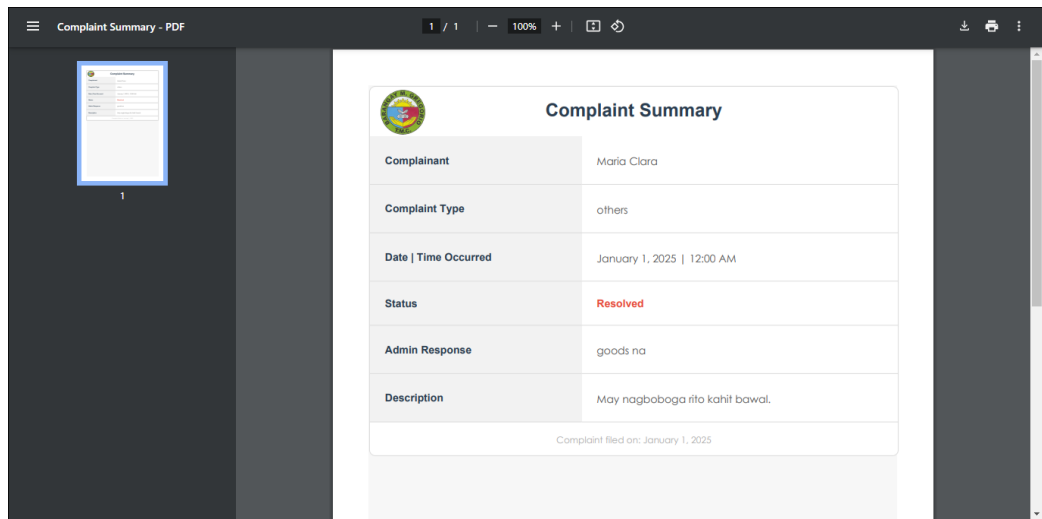 Complaint Summary - PDF
1 / 1
100%
1
BARANGAY M. GREGORIO
T.M.C.
Complaint Summary
Complainant Maria Clara
Complaint Type others
Date | Time Occurred January 1, 2025 | 12:00 AM
Status Resolved
Admin Response goods na
Description May nagboboga rito kahit bawal.
Complaint filed on: January 1, 2025